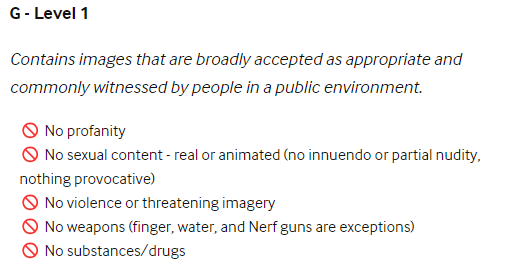 G - Level 1
Contains images that are broadly accepted as appropriate and
commonly witnessed by people in a public environment.
🚫 No profanity
🚫 No sexual content - real or animated (no innuendo or partial nudity,
nothing provocative)
🚫 No violence or threatening imagery
🚫 No weapons (finger, water, and Nerf guns are exceptions)
🚫 No substances/drugs